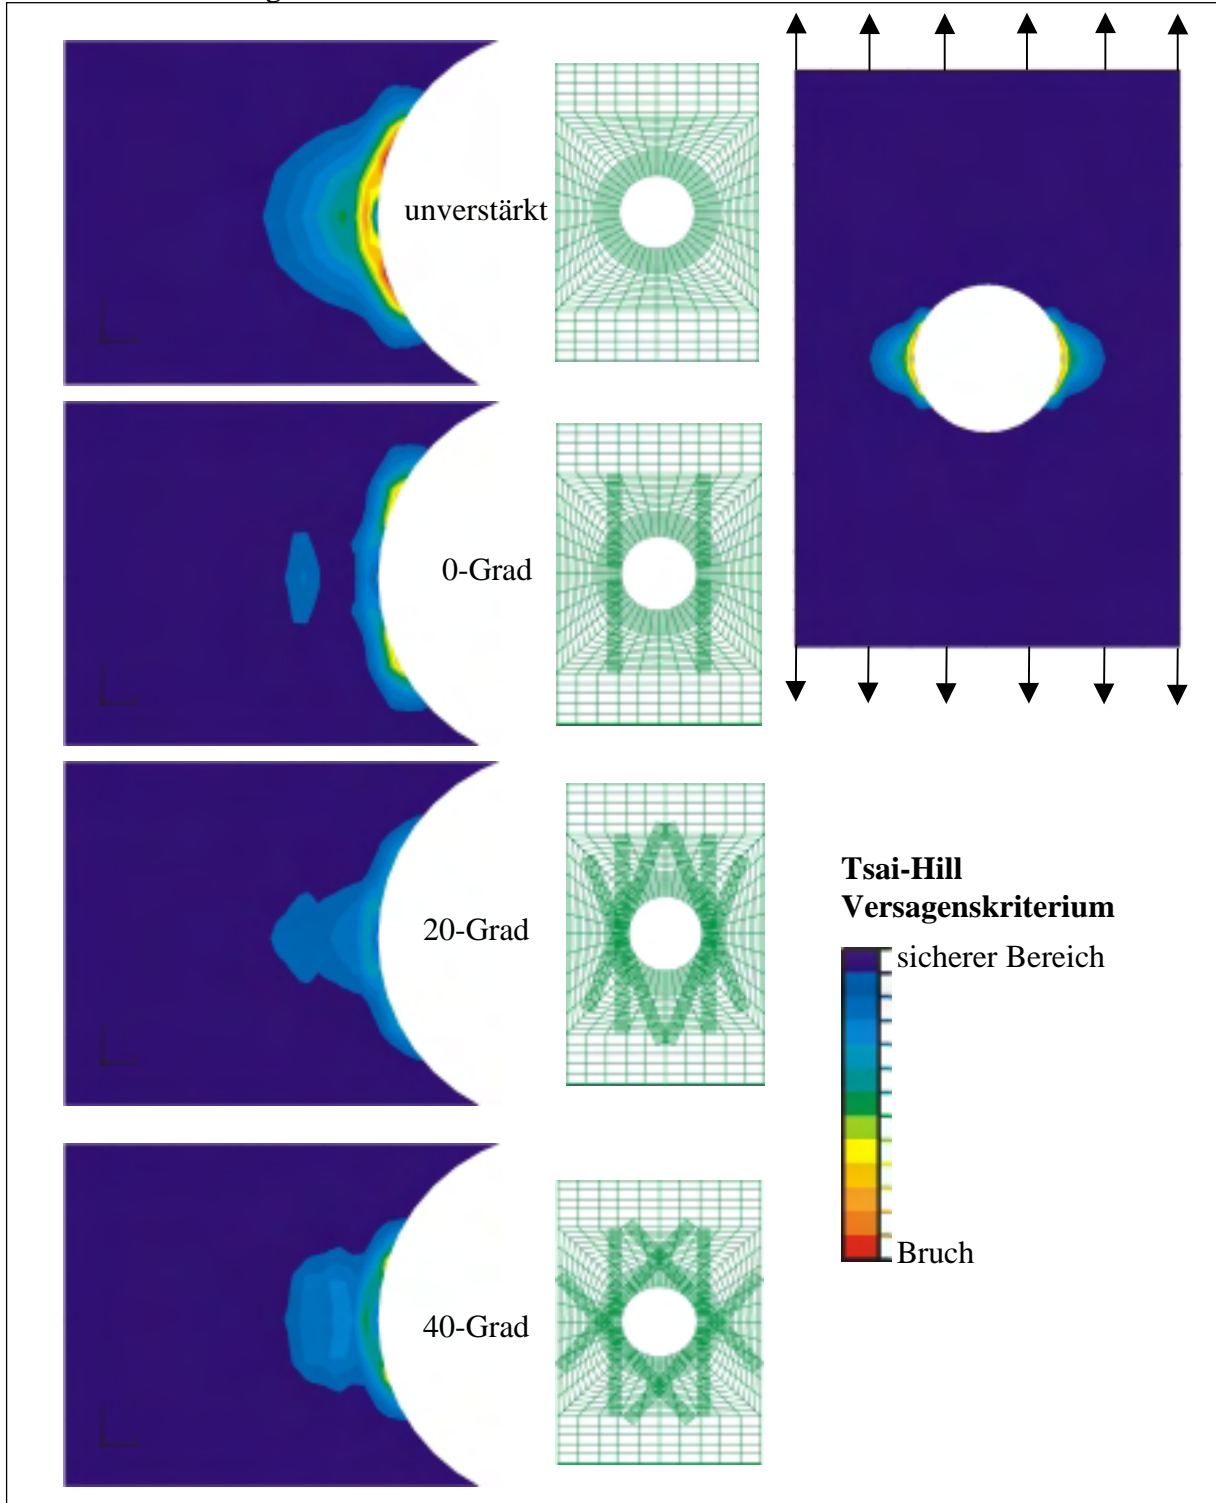 unverstärkt
0-Grad
20-Grad
40-Grad
Tsai-Hill
Versagenskriterium
sicherer Bereich
Bruch